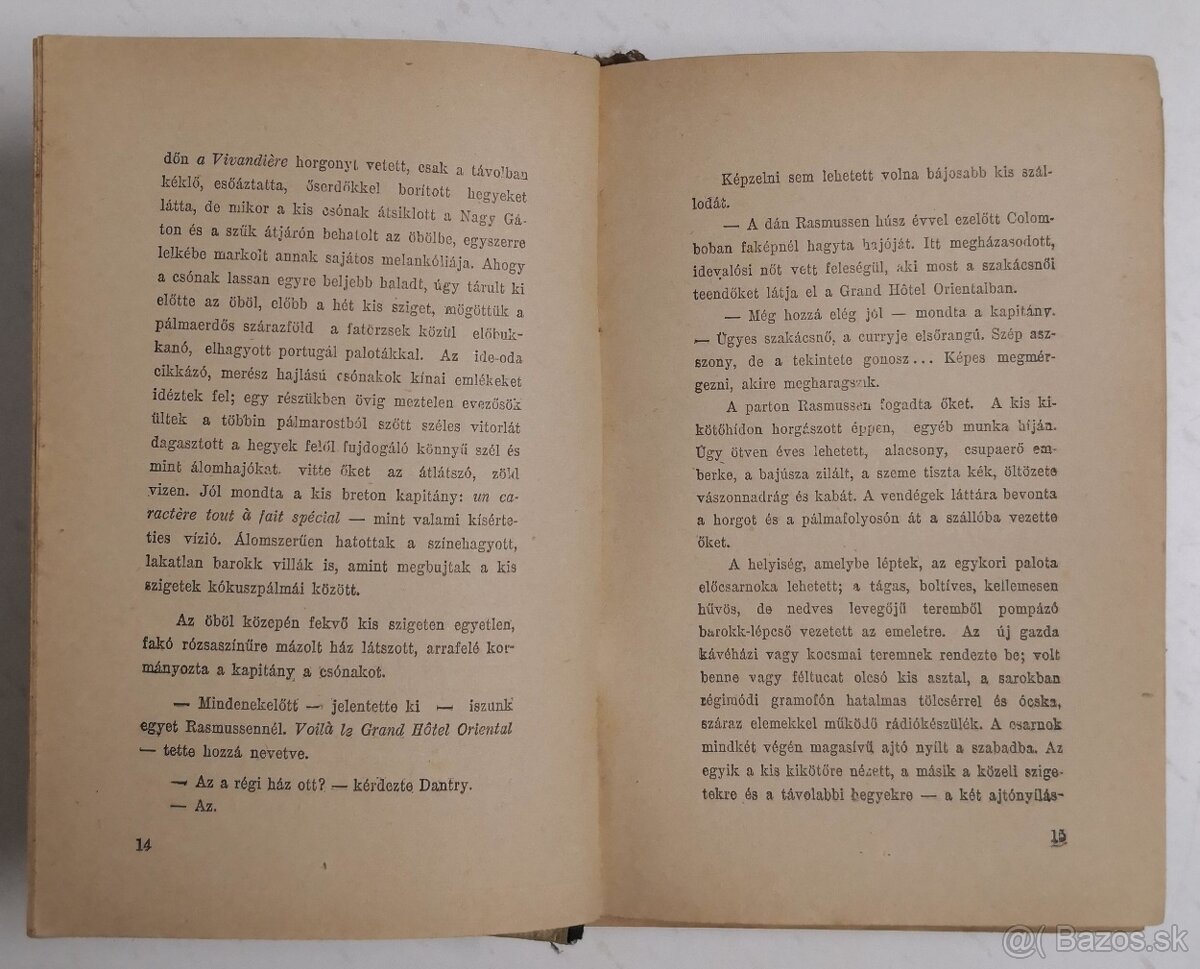 dőn a Vivandière horgonyt vetett, csak a távolban
kéklő, esőáztatta, őserdőkkel borított hegyeket
látta, de mikor a kis csónak átsiklott a Nagy Gá-
ton és a szűk átjárón behatolt az öbölbe, egyszerre
lelkébe markolt annak sajátos melankóliája. Ahogy
a csónak lassan egyre beljebb haladt, úgy tárult ki
előtte az öböl, előbb a hét kis sziget, mögöttük a
pálmaerdős szárazföld a fatörzsek közül előbuk-
kanó, elhagyott portugál palotákkal. Az ide-oda
cikkázó, merész hajlású csónakok kínai emlékeket
idéztek fel; egy részükben övig meztelen evezősök
ültek a többin pálmarostból szőtt széles vitorlát
dagasztott a hegyek felől fujdogáló könnyű szél és
mint álomhajókat, vitte őket az átlátszó, zöld
vizen. Jól mondta a kis breton kapitány: un ca-
ractère tout à fait spécial — mint valami kísérte-
ties vízió. Álomszerűen hatottak a színehagyott,
lakatlan barokk villák is, amint megbujtak a kis
szigetek kókuszpálmái között.
Az öböl közepén fekvő kis szigeten egyetlen,
fakó rózsaszínűre mázolt ház látszott, arrafelé kor-
mányozta a kapitány a csónakot.
— Mindenekelőtt — jelentette ki — iszunk
egyet Rasmussennél. Voilà le Grand Hôtel Oriental
— tette hozzá nevetve.
— Az a régi ház ott? — kérdezte Dantry.
— Az.
14
Képzelni sem lehetett volna bájosabb kis szál-
lodát.
— A dán Rasmussen húsz évvel ezelőtt Colom-
boban faképnél hagyta hajóját. Itt megházasodott,
idevalósi nőt vett feleségül, aki most a szakácsnői
teendőket látja el a Grand Hôtel Orientalban.
— Még hozzá elég jól — mondta a kapitány.
— Ügyes szakácsnő, a curryje elsőrangú. Szép asz-
szony, de a tekintete gonosz... Képes megmér-
gezni, akire megharagszik.
A parton Rasmussen fogadta őket. A kis ki-
kötőhídon horgászott éppen, egyéb munka híján.
Úgy ötven éves lehetett, alacsony, csupaerő em-
berke, a bajúsza zilált, a szeme tiszta kék, öltözete
vászonnadrág és kabát. A vendégek láttára bevonta
a horgot és a pálmafolyosón át a szállóba vezette
őket.
A helyiség, amelybe léptek, az egykori palota
előcsarnoka lehetett; a tágas, boltíves, kellemesen
hűvös, de nedves levegőjű teremből pompázó
barokk-lépcső vezetett az emeletre. Az új gazda
kávéházi vagy kocsmai teremnek rendezte be; volt
benne vagy féltucat olcsó kis asztal, a sarokban
régimódi gramofón hatalmas tölcsérrel és ócska,
száraz elemekkel működő rádiókészülék. A csarnok
mindkét végén magasívű ajtó nyílt a szabadba. Az
egyik a kis kikötőre nézett, a másik a közeli szige-
tekre és a távolabbi hegyekre — a két ajtónyílás-
15
@( Bazos.sk